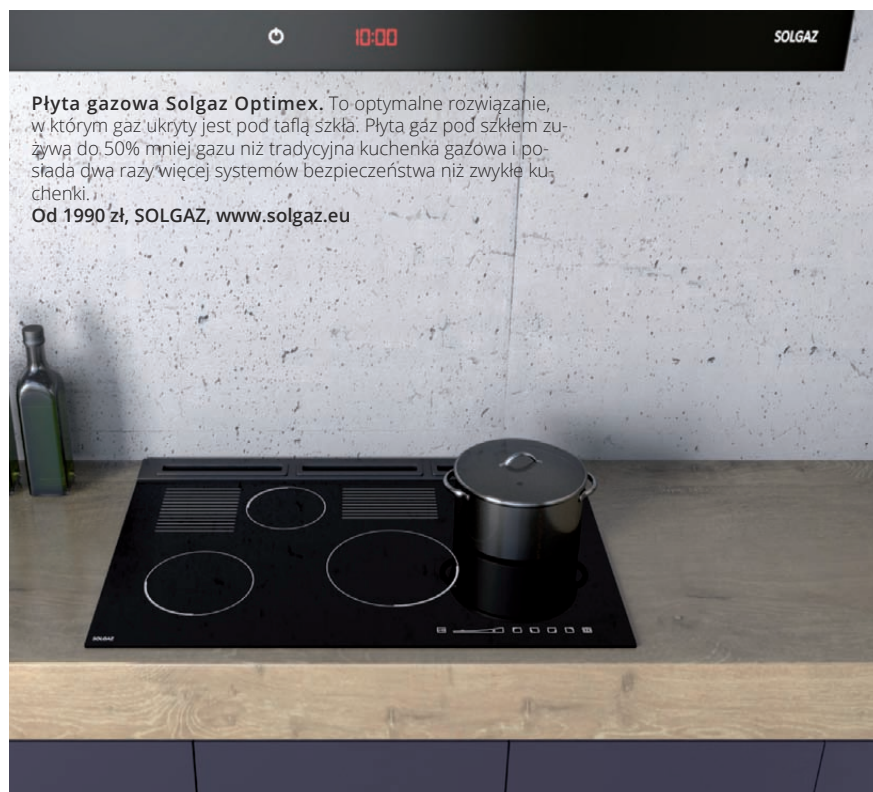 10:00
SOLGAZ
Płyta gazowa Solgaz Optimex. To optymalne rozwiązanie,
w którym gaz ukryty jest pod taflą szkła. Płyta gaz pod szkłem zu-
żywa do 50% mniej gazu niż tradycyjna kuchenka gazowa i po-
siada dwa razy więcej systemów bezpieczeństwa niż zwykłe ku-
chenki.
Od 1990 zł, SOLGAZ, www.solgaz.eu
SOLGAZ